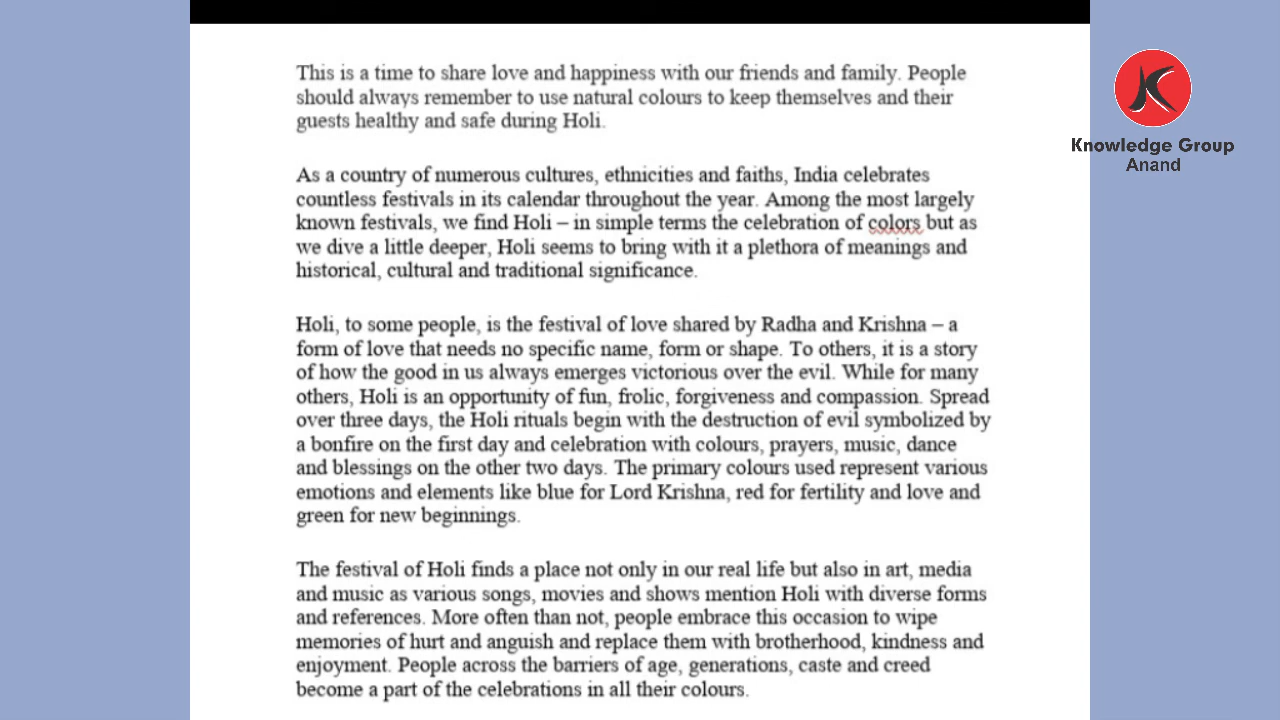 This is a time to share love and happiness with our friends and family. People
should always remember to use natural colours to keep themselves and their
guests healthy and safe during Holi.
As a country of numerous cultures, ethnicities and faiths, India celebrates
countless festivals in its calendar throughout the year. Among the most largely
known festivals, we find Holi – in simple terms the celebration of colors but as
we dive a little deeper, Holi seems to bring with it a plethora of meanings and
historical, cultural and traditional significance.
Holi, to some people, is the festival of love shared by Radha and Krishna – a
form of love that needs no specific name, form or shape. To others, it is a story
of how the good in us always emerges victorious over the evil. While for many
others, Holi is an opportunity of fun, frolic, forgiveness and compassion. Spread
over three days, the Holi rituals begin with the destruction of evil symbolized by
a bonfire on the first day and celebration with colours, prayers, music, dance
and blessings on the other two days. The primary colours used represent various
emotions and elements like blue for Lord Krishna, red for fertility and love and
green for new beginnings.
The festival of Holi finds a place not only in our real life but also in art, media
and music as various songs, movies and shows mention Holi with diverse forms
and references. More often than not, people embrace this occasion to wipe
memories of hurt and anguish and replace them with brotherhood, kindness and
enjoyment. People across the barriers of age, generations, caste and creed
become a part of the celebrations in all their colours.
K
Knowledge Group
Anand